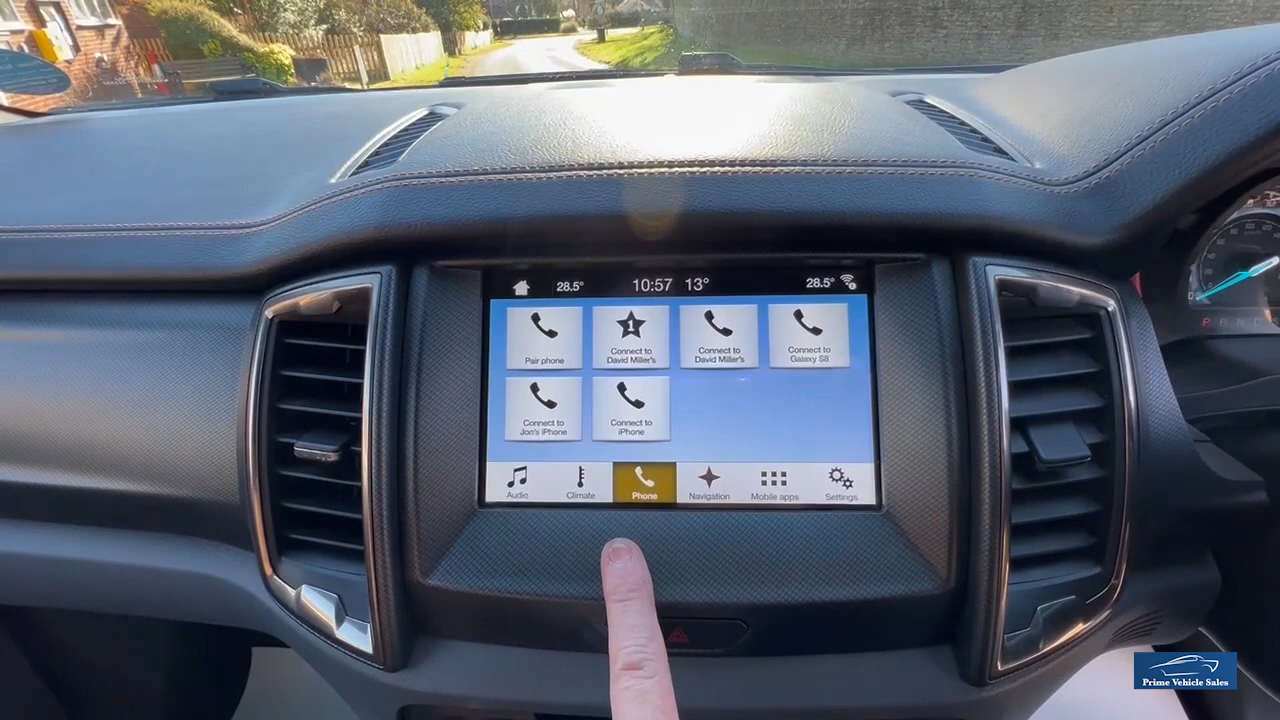 28.5°
10:57 13°
28.5°
Pair phone
1
Connect to
David Miller's
Connect to
David Miller's
Connect to
Galaxy S8
Connect to
Jon's iPhone
Connect to
iPhone
Audio
Climate
Phone
Navigation
Mobile apps
Settings
P R N D
Prime Vehicle Sales